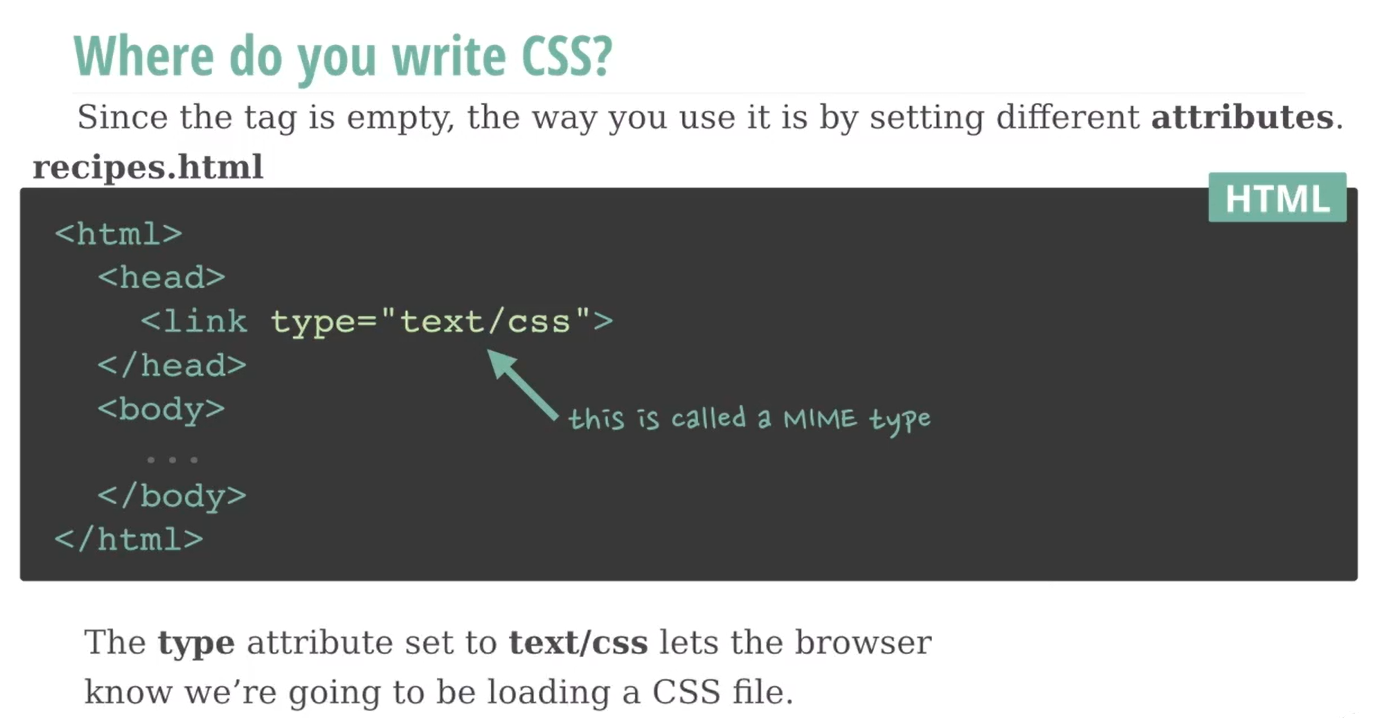 Where do you write CSS?
Since the tag is empty, the way you use it is by setting different attributes.
recipes.html
HTML
<html>
<head>
<link type="text/css">
</head>
<body>
this is called a MIME type
...
</body>
</html>
The type attribute set to text/css lets the browser
know we’re going to be loading a CSS file.